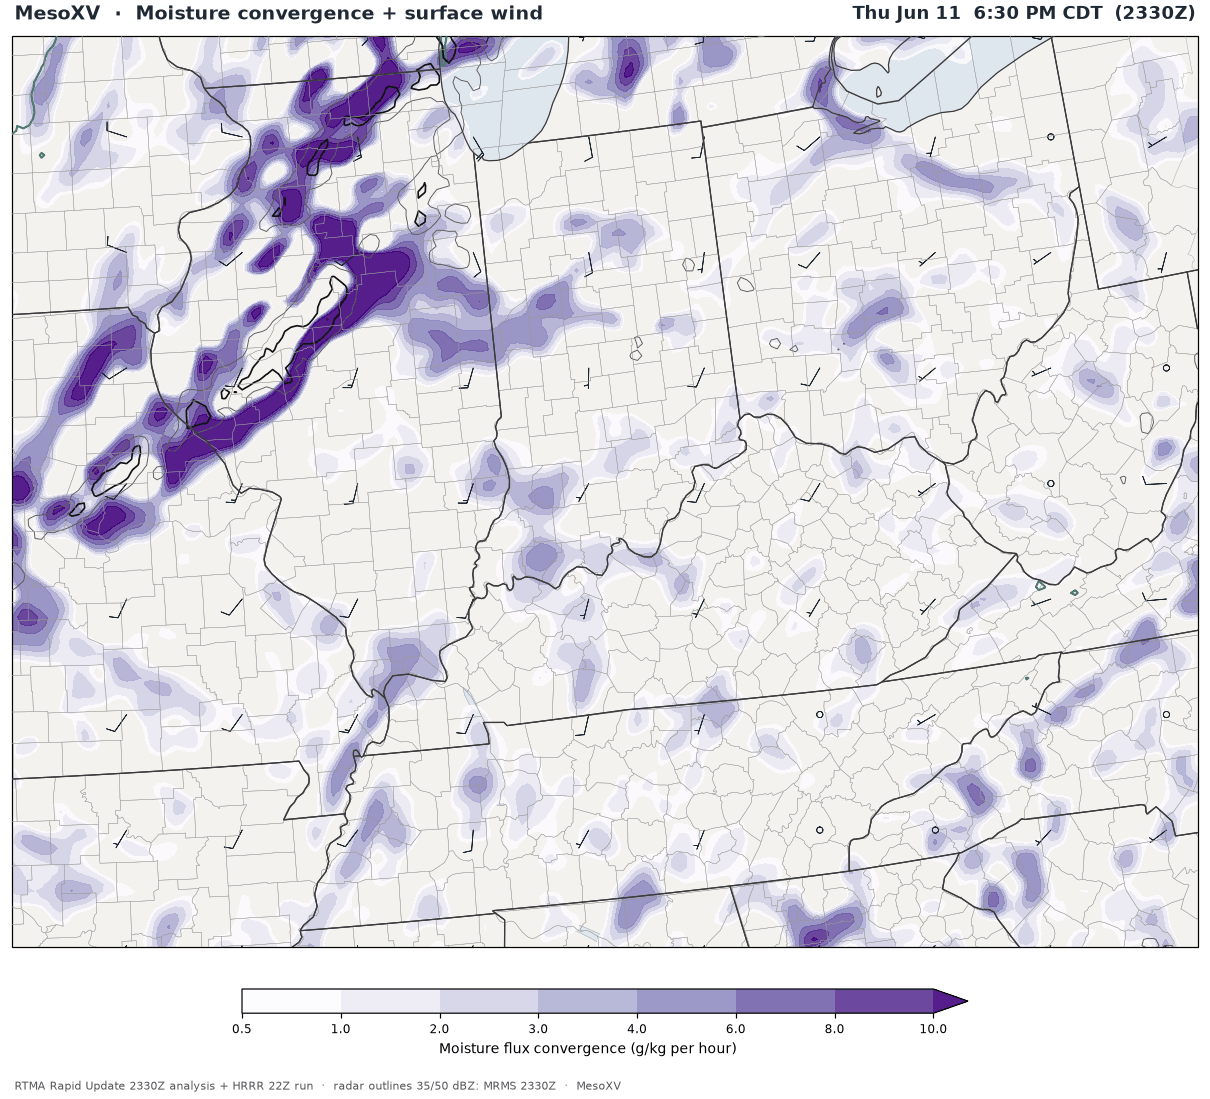 MesoXV · Moisture convergence + surface wind
Thu Jun 11 6:30 PM CDT (2330Z)
0.5 1.0 2.0 3.0 4.0 6.0 8.0 10.0
Moisture flux convergence (g/kg per hour)
RTMA Rapid Update 2330Z analysis + HRRR 22Z run · radar outlines 35/50 dBZ: MRMS 2330Z · MesoXV